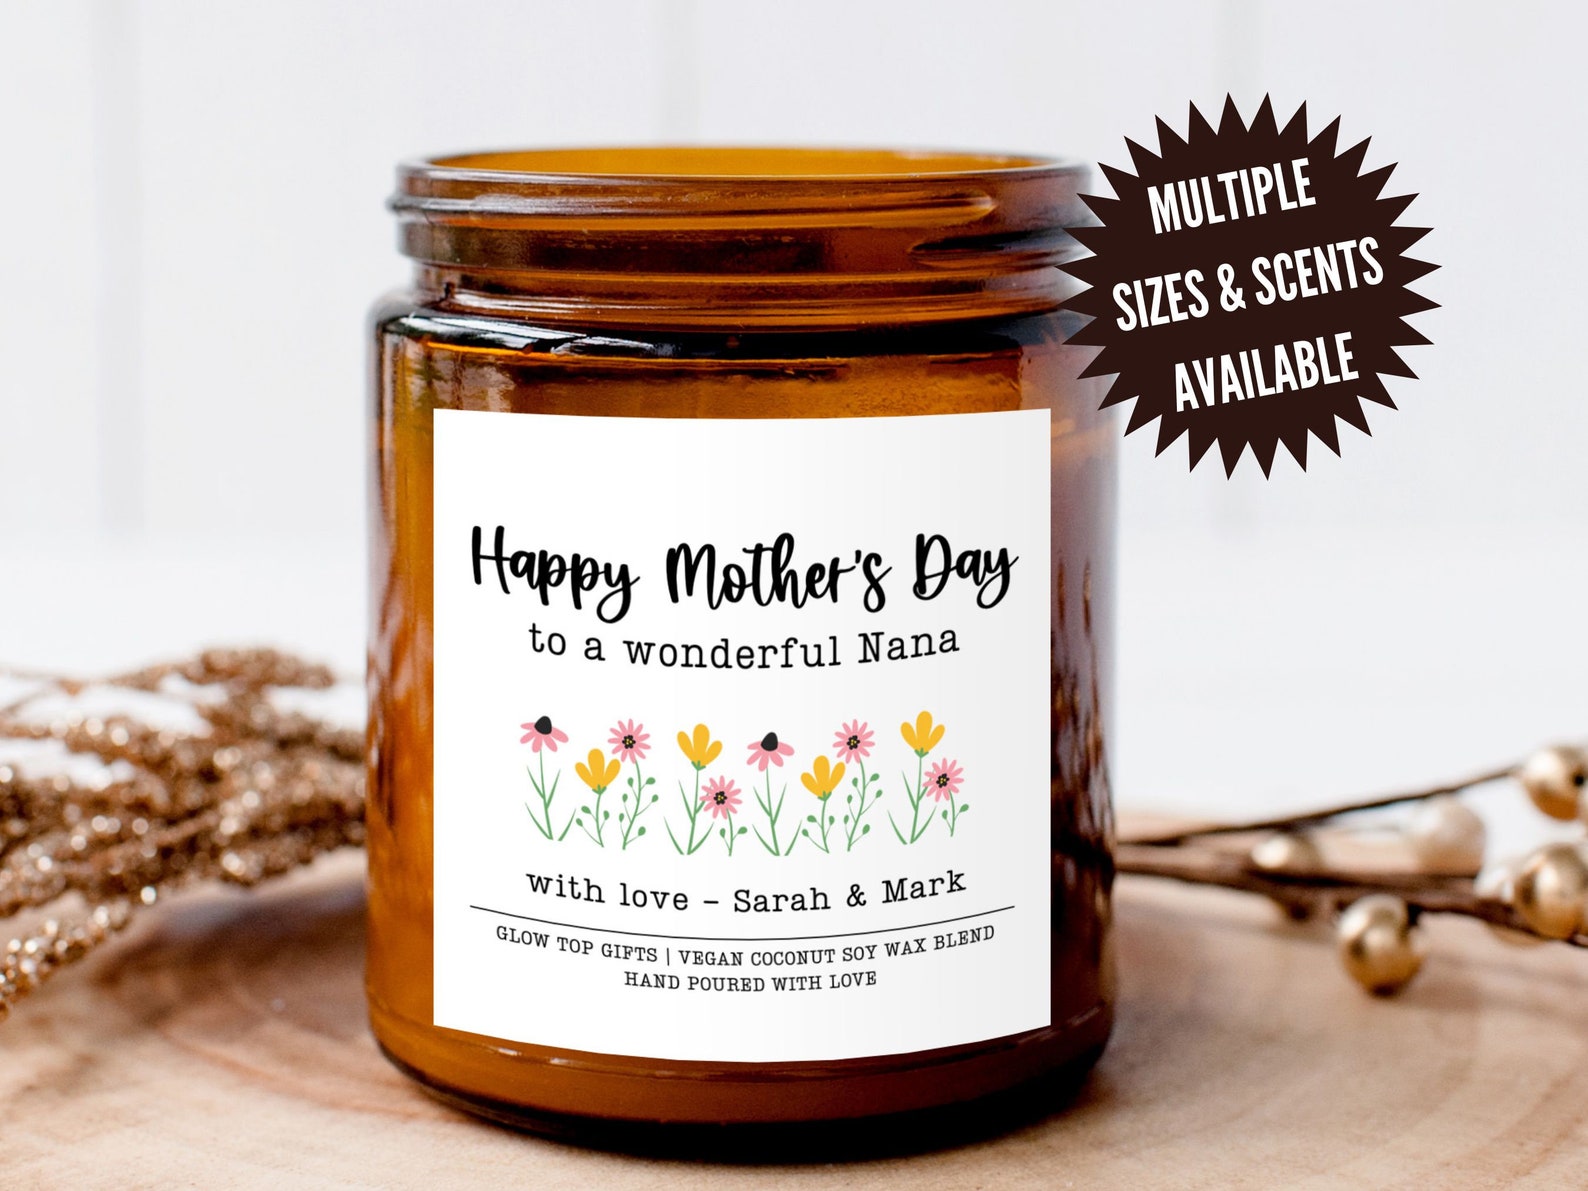 MULTIPLE
SIZES & SCENTS
AVAILABLE
Happy Mother's Day
to a wonderful Nana
with love – Sarah & Mark
GLOW TOP GIFTS | VEGAN COCONUT SOY WAX BLEND
HAND POURED WITH LOVE